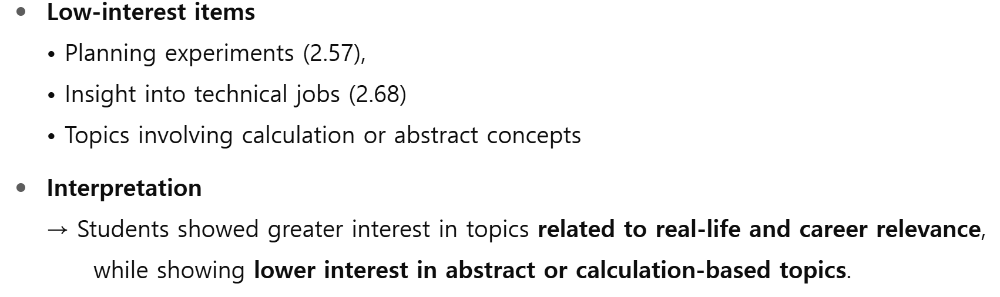 • Low-interest items
• Planning experiments (2.57),
• Insight into technical jobs (2.68)
• Topics involving calculation or abstract concepts
• Interpretation
→ Students showed greater interest in topics related to real-life and career relevance,
while showing lower interest in abstract or calculation-based topics.